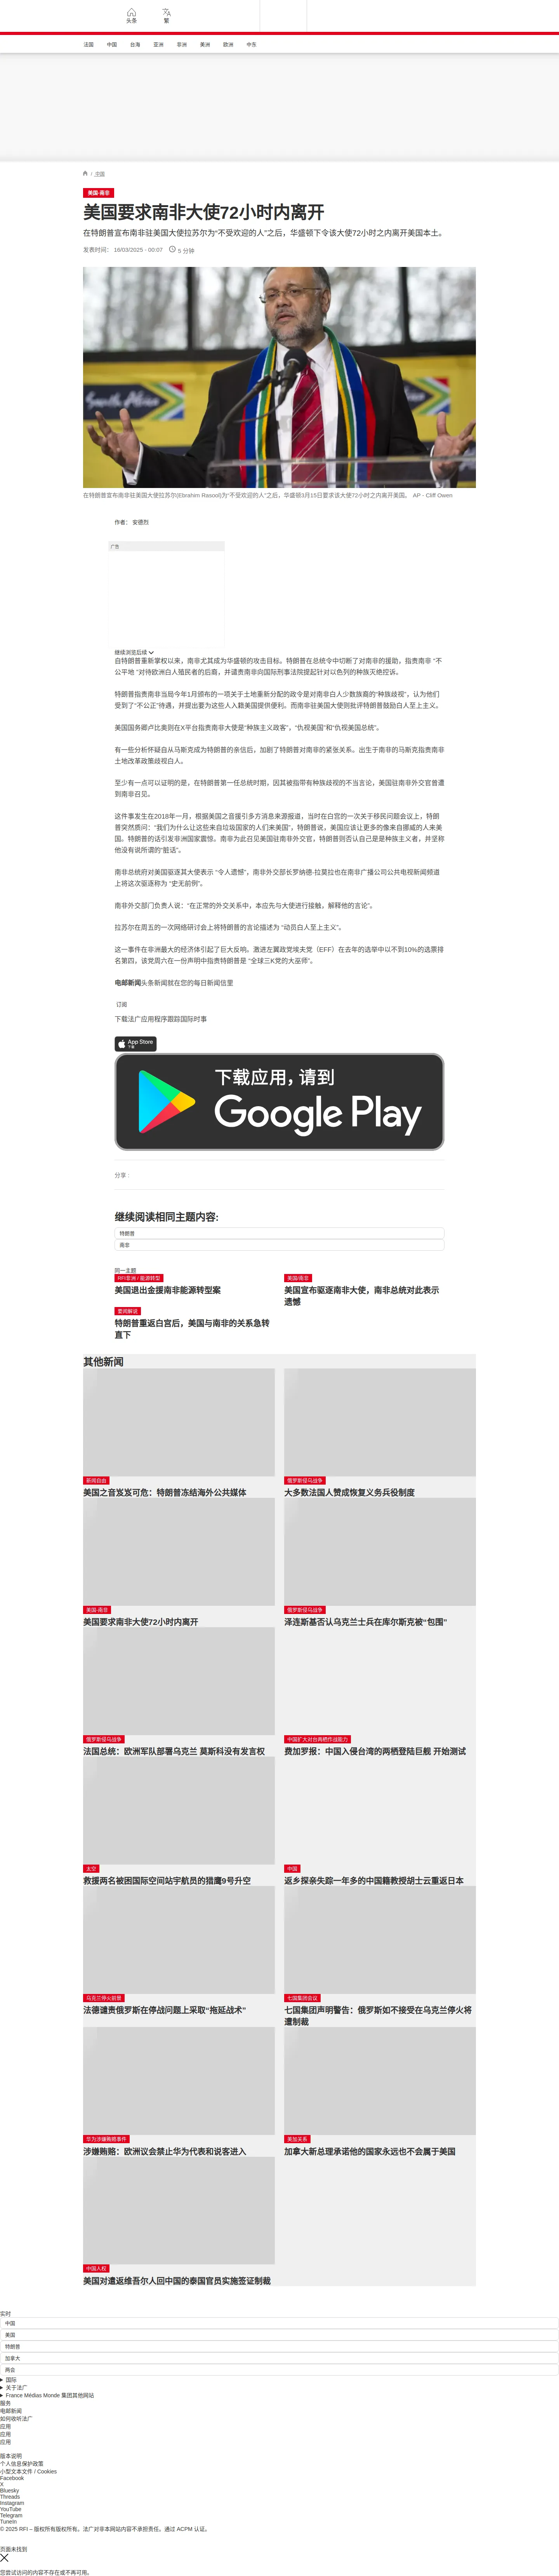 头条
繁
法国
中国
台海
亚洲
非洲
美洲
欧洲
中东
/ 中国
美国-南非
美国要求南非大使72小时内离开
在特朗普宣布南非驻美国大使拉苏尔为“不受欢迎的人”之后，华盛顿下令该大使72小时之内离开美国本土。
发表时间： 16/03/2025 - 00:07
5 分钟
South Africa
在特朗普宣布南非驻美国大使拉苏尔(Ebrahim Rasool)为“不受欢迎的人”之后，华盛顿3月15日要求该大使72小时之内离开美国。 AP - Cliff Owen
作者： 安德烈
广告
继续浏览后续
自特朗普重新掌权以来，南非尤其成为华盛顿的攻击目标。特朗普在总统令中切断了对南非的援助，指责南非 “不
公平地 ”对待欧洲白人殖民者的后裔，并谴责南非向国际刑事法院提起针对以色列的种族灭绝控诉。
特朗普指责南非当局今年1月颁布的一项关于土地重新分配的政令是对南非白人少数族裔的“种族歧视”，认为他们
受到了“不公正”待遇，并提出要为这些人入籍美国提供便利。而南非驻美国大使则批评特朗普鼓励白人至上主义。
美国国务卿卢比奥则在X平台指责南非大使是“种族主义政客”，“仇视美国”和“仇视美国总统”。
有一些分析怀疑自从马斯克成为特朗普的亲信后，加剧了特朗普对南非的紧张关系。出生于南非的马斯克指责南非
土地改革政策歧视白人。
至少有一点可以证明的是，在特朗普第一任总统时期，因其被指带有种族歧视的不当言论，美国驻南非外交官曾遭
到南非召见。
这件事发生在2018年一月，根据美国之音援引多方消息来源报道，当时在白宫的一次关于移民问题会议上，特朗
普突然质问：“我们为什么让这些来自垃圾国家的人们来美国”，特朗普说，美国应该让更多的像来自挪威的人来美
国。特朗普的话引发非洲国家震惊。南非为此召见美国驻南非外交官，特朗普则否认自己是是种族主义者，并坚称
他没有说所谓的“脏话”。
南非总统府对美国驱逐其大使表示 “令人遗憾”，南非外交部长罗纳德-拉莫拉也在南非广播公司公共电视新闻频道
上将这次驱逐称为 “史无前例”。
南非外交部门负责人说：“在正常的外交关系中，本应先与大使进行接触，解释他的言论”。
拉苏尔在周五的一次网络研讨会上将特朗普的言论描述为 “动员白人至上主义”。
这一事件在非洲最大的经济体引起了巨大反响。激进左翼政党埃夫党（EFF）在去年的选举中以不到10%的选票排
名第四，该党周六在一份声明中指责特朗普是 “全球三K党的大巫师”。
电邮新闻头条新闻就在您的每日新闻信里
订阅
下载法广应用程序跟踪国际时事
App Store
下载
下载应用，请到
Google Play
分享 :
继续阅读相同主题内容:
特朗普
南非
同一主题
RFI非洲 / 能源转型
美国退出金援南非能源转型案
美国/南非
美国宣布驱逐南非大使，南非总统对此表示
遗憾
要闻解说
特朗普重返白宫后，美国与南非的关系急转
直下
其他新闻
新闻自由
美国之音岌岌可危：特朗普冻结海外公共媒体
俄罗斯侵乌战争
大多数法国人赞成恢复义务兵役制度
美国-南非
美国要求南非大使72小时内离开
俄罗斯侵乌战争
泽连斯基否认乌克兰士兵在库尔斯克被“包围”
俄罗斯侵乌战争
法国总统：欧洲军队部署乌克兰 莫斯科没有发言权
中国扩大对台两栖作战能力
费加罗报：中国入侵台湾的两栖登陆巨舰 开始测试
太空
救援两名被困国际空间站宇航员的猎鹰9号升空
中国
返乡探亲失踪一年多的中国籍教授胡士云重返日本
乌克兰停火前景
法德谴责俄罗斯在停战问题上采取“拖延战术”
七国集团会议
七国集团声明警告：俄罗斯如不接受在乌克兰停火将
遭制裁
华为涉嫌贿赂事件
涉嫌贿赂：欧洲议会禁止华为代表和说客进入
美加关系
加拿大新总理承诺他的国家永远也不会属于美国
中国人权
美国对遣返维吾尔人回中国的泰国官员实施签证制裁
实时
中国
美国
特朗普
加拿大
两会
国际
关于法广
France Médias Monde 集团其他网站
服务
电邮新闻
如何收听法广
应用
应用
应用
版本说明
个人信息保护政策
小型文本文件 / Cookies
Facebook
X
Bluesky
Threads
Instagram
YouTube
Telegram
TuneIn
© 2025 RFI – 版权所有版权所有。法广对非本网站内容不承担责任。通过 ACPM 认证。
页面未找到
您尝试访问的内容不存在或不再可用。